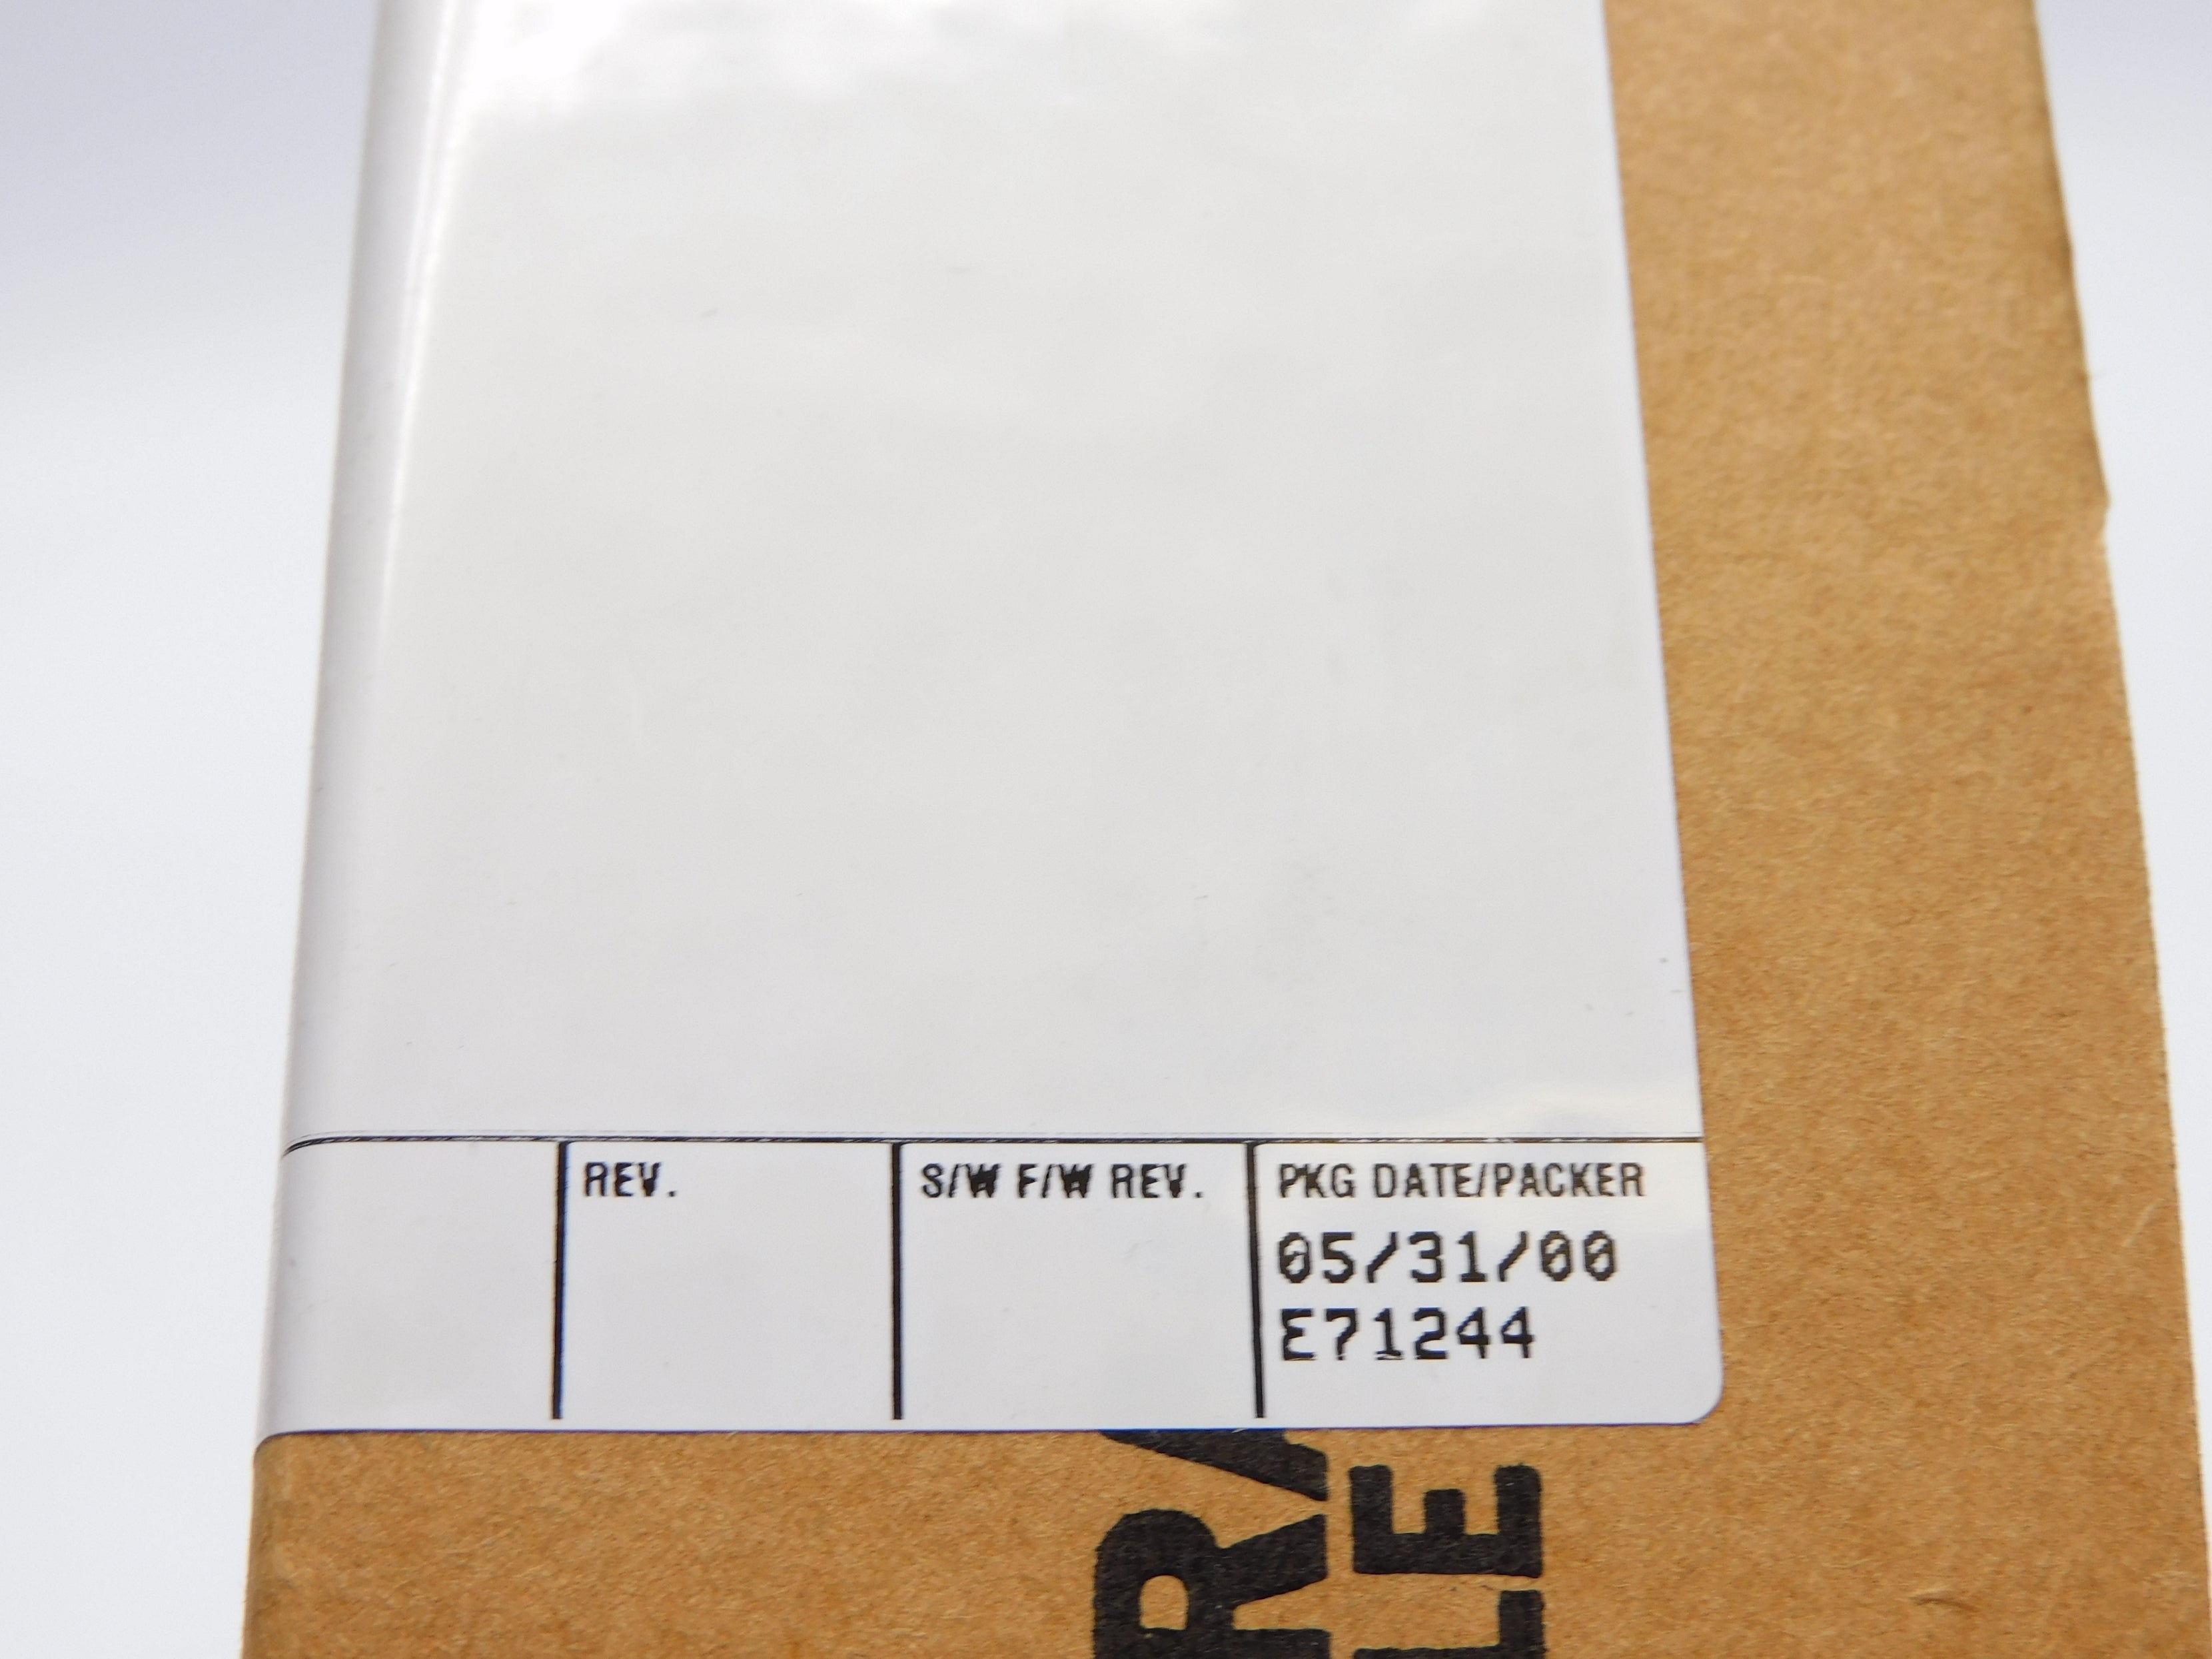 REV.
S/W F/W REV.
PKG DATE/PACKER
05/31/00
E71244